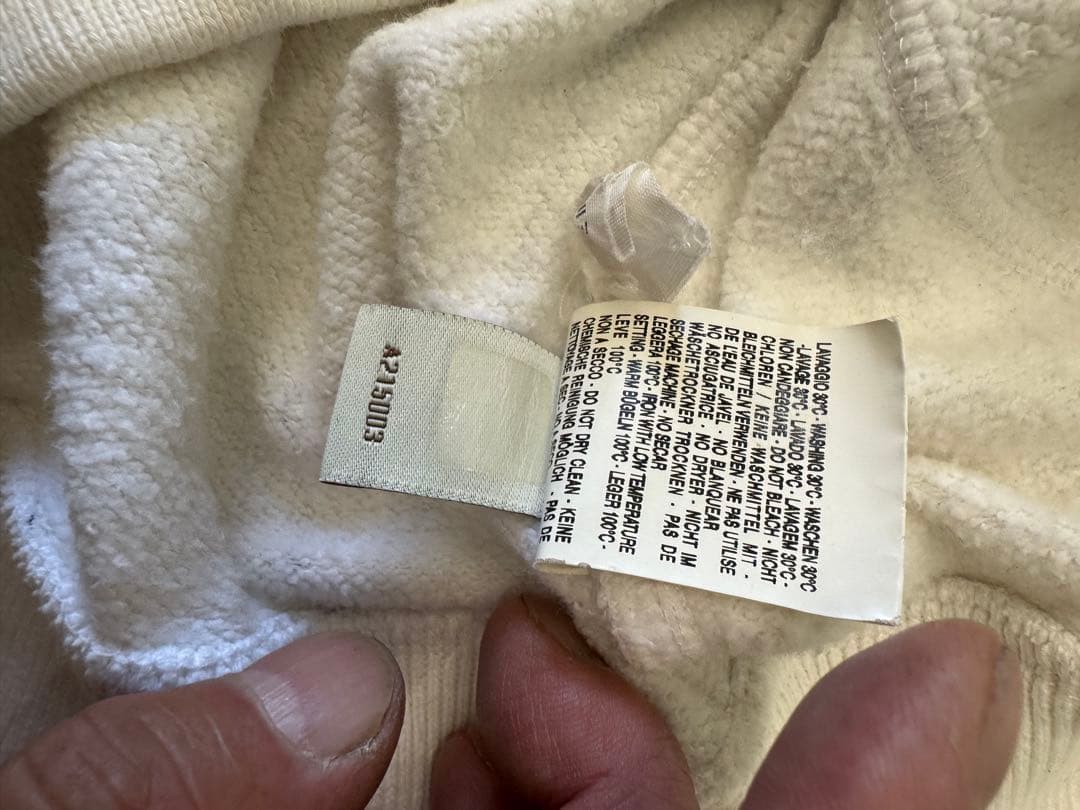 A215003
LAVAGGIO 30°C - WASHING 30°C - WASCHEN 30°C
- LAVAGE 30°C - LAVADO 30°C - LAVAGEM 30°C -
NON CANDEGGIARE - DO NOT BLEACH - NICHT
CHLOREN / KEINE WASCHMITTEL MIT -
BLEICHMITTELN VERWENDEN - NE PAS UTILISE
DE L'EAU DE JAVEL - NO BLANQUEAR
NO ASCIUGATRICE - NO DRYER - NICHT IM
WÄSCHETROCKNER TROCKNEN - PAS DE
SECHAGE MACHINE - NO SECAR
LEGGERA 100°C - IRON WITH LOW TEMPERATURE
SETTING - WARM BÜGELN 100°C - LEGER 100°C -
LEVE 100°C
NON A SECCO - DO NOT DRY CLEAN - KEINE
CHEMISCHE REINIGUNG MÖGLICH - PAS DE
NETTOYAGE A SEC